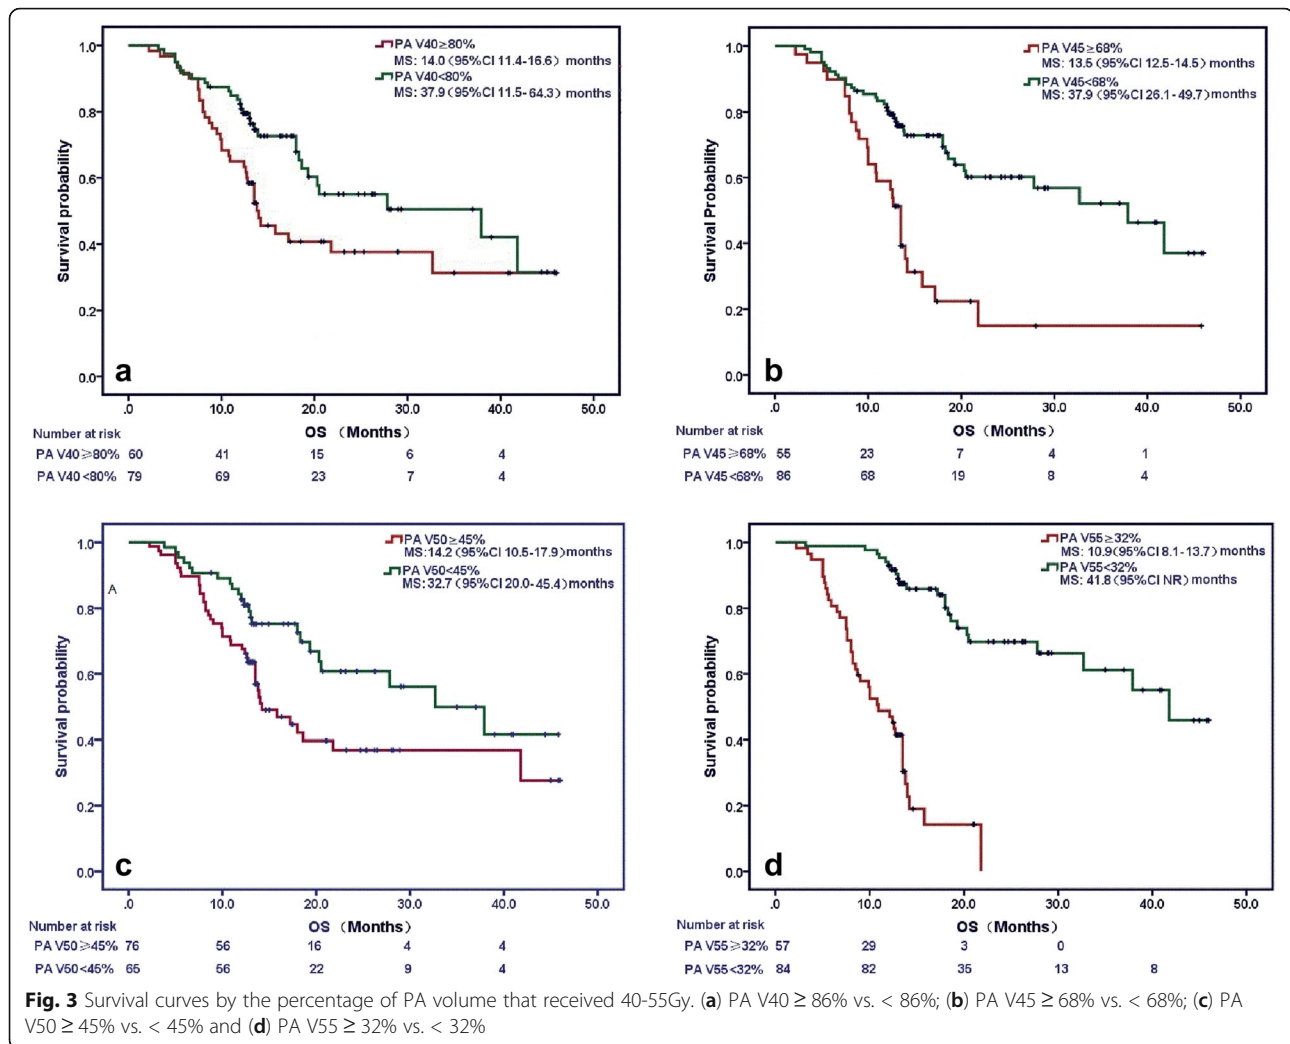 PA V40≥80%
MS: 14.0 (95%CI 11.4-16.6) months
PA V40<80%
MS: 37.9 (95%CI 11.5-64.3) months
1.0
0.8
0.6
0.4
0.2
0.0
Survival probability
a
.0 10.0 20.0 30.0 40.0 50.0
OS (Months)
Number at risk
PA V40≥80% 60 41 15 6 4
PA V40<80% 79 69 23 7 4
PA V45≥68%
MS: 13.5 (95%CI 12.5-14.5) months
PA V45<68%
MS: 37.9 (95%CI 26.1-49.7) months
1.0
0.8
0.6
0.4
0.2
0.0
Survival Probability
b
.0 10.0 20.0 30.0 40.0 50.0
OS (Months)
Number at risk
PA V45≥68% 55 23 7 4 1
PA V45<68% 86 68 19 8 4
PA V50≥45%
MS:14.2 (95%CI 10.5-17.9) months
PA V50<45%
MS: 32.7 (95%CI 20.0-45.4) months
A
1.0
0.8
0.6
0.4
0.2
0.0
Survival probability
c
.0 10.0 20.0 30.0 40.0 50.0
OS (Months)
Number at risk
PA V50≥45% 76 56 16 4 4
PA V50<45% 65 56 22 9 4
PA V55≥32%
MS: 10.9(95%CI 8.1-13.7) months
PA V55<32%
MS: 41.8 (95%CI NR) months
1.0
0.8
0.6
0.4
0.2
0.0
Survival probability
d
.0 10.0 20.0 30.0 40.0 50.0
OS (Months)
Number at risk
PA V55≥32% 57 29 3 0
PA V55<32% 84 82 35 13 8
Fig. 3 Survival curves by the percentage of PA volume that received 40-55Gy. (a) PA V40 ≥ 86% vs. < 86%; (b) PA V45 ≥ 68% vs. < 68%; (c) PA
V50 ≥ 45% vs. < 45% and (d) PA V55 ≥ 32% vs. < 32%